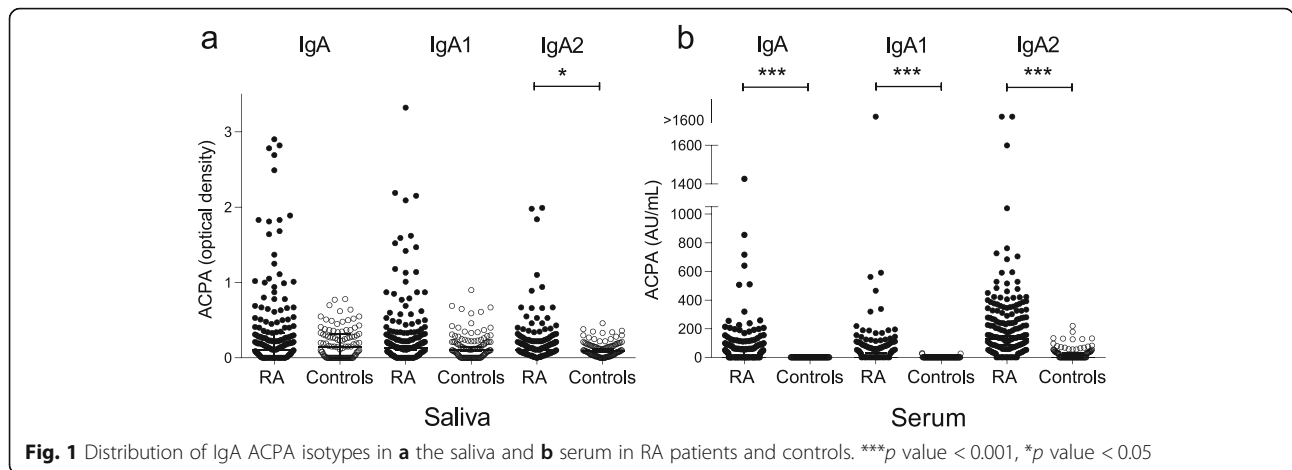 a
IgA IgA1 IgA2
*
ACPA (optical density)
3
2
1
0
RA Controls RA Controls RA Controls
Saliva
b
IgA IgA1 IgA2
*** *** ***
ACPA (AU/mL)
>1600
1600
1400
1000
800
600
400
200
0
RA Controls RA Controls RA Controls
Serum
Fig. 1 Distribution of IgA ACPA isotypes in a the saliva and b serum in RA patients and controls. ***p value < 0.001, *p value < 0.05